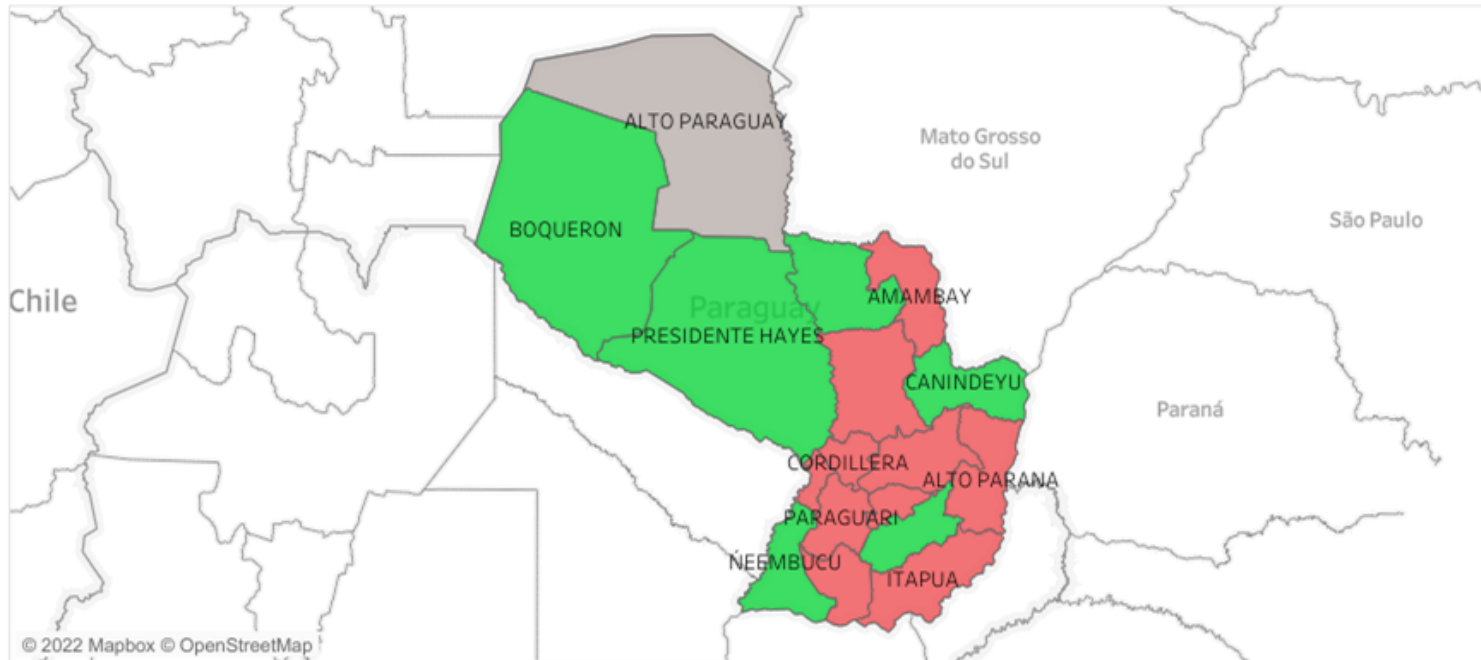 ALTO PARAGUAY
Mato Grosso
do Sul
São Paulo
BOQUERON
Chile
AMAMBAY
Paraguay
PRESIDENTE HAYES
CANINDEYU
Paraná
CORDILLERA
ALTO PARANA
PARAGUARI
ÑEEMBUCU
ITAPUA
© 2022 Mapbox © OpenStreetMap